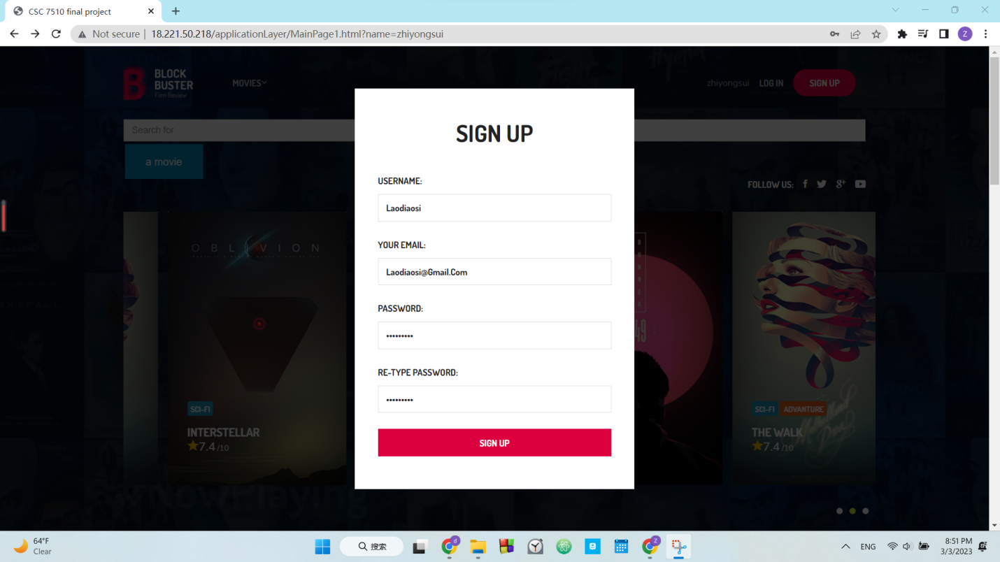 CSC 7510 final project
Not secure | 18.221.50.218/applicationLayer/MainPage1.html?name=zhiyongsui
Z
BLOCK
BUSTER
Film Review
MOVIES
zhiyongsui
LOG IN
SIGN UP
Search for
a movie
FOLLOW US:
SIGN UP
USERNAME:
Laodiaosi
YOUR EMAIL:
Laodiaosi@Gmail.Com
PASSWORD:
•••••••••
RE-TYPE PASSWORD:
•••••••••
SIGN UP
OBLIVION
SCI-FI
INTERSTELLAR
7.4 /10
49
SCI-FI ADVANTURE
THE WALK
7.4 /10
NowPlaying
64°F
Clear
搜索
d
Z
ENG
8:51 PM
3/3/2023